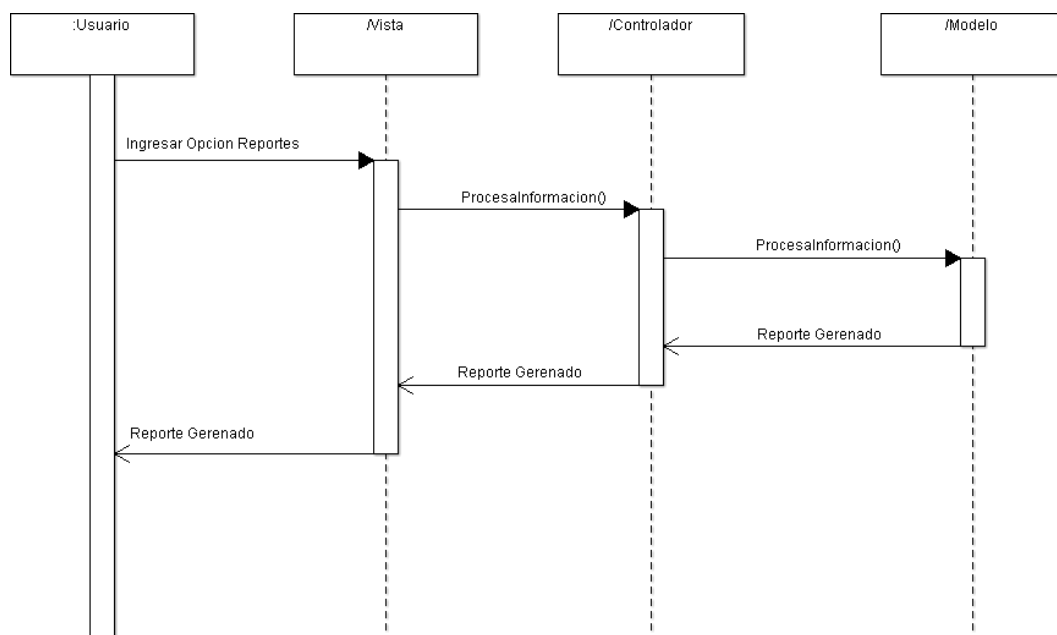 :Usuario
/Vista
/Controlador
/Modelo
Ingresar Opcion Reportes
ProcesaInformacion()
ProcesaInformacion()
Reporte Gerenado
Reporte Gerenado
Reporte Gerenado